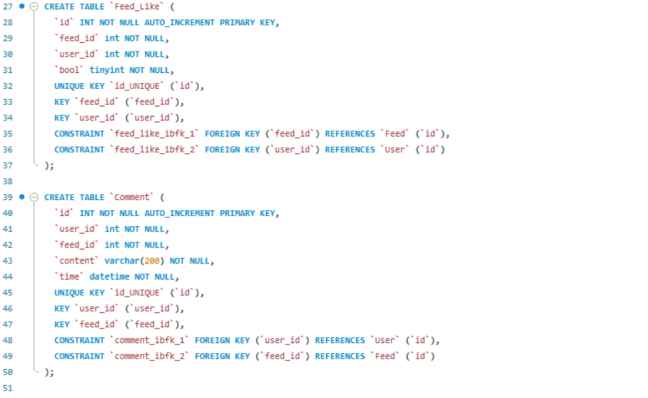 27 CREATE TABLE `Feed_Like` (
28 `id` INT NOT NULL AUTO_INCREMENT PRIMARY KEY,
29 `feed_id` int NOT NULL,
30 `user_id` int NOT NULL,
31 `bool` tinyint NOT NULL,
32 UNIQUE KEY `id_UNIQUE` (`id`),
33 KEY `feed_id` (`feed_id`),
34 KEY `user_id` (`user_id`),
35 CONSTRAINT `feed_like_ibfk_1` FOREIGN KEY (`feed_id`) REFERENCES `Feed` (`id`),
36 CONSTRAINT `feed_like_ibfk_2` FOREIGN KEY (`user_id`) REFERENCES `User` (`id`)
37 );
38
39 CREATE TABLE `Comment` (
40 `id` INT NOT NULL AUTO_INCREMENT PRIMARY KEY,
41 `user_id` int NOT NULL,
42 `feed_id` int NOT NULL,
43 `content` varchar(200) NOT NULL,
44 `time` datetime NOT NULL,
45 UNIQUE KEY `id_UNIQUE` (`id`),
46 KEY `user_id` (`user_id`),
47 KEY `feed_id` (`feed_id`),
48 CONSTRAINT `comment_ibfk_1` FOREIGN KEY (`user_id`) REFERENCES `User` (`id`),
49 CONSTRAINT `comment_ibfk_2` FOREIGN KEY (`feed_id`) REFERENCES `Feed` (`id`)
50 );
51